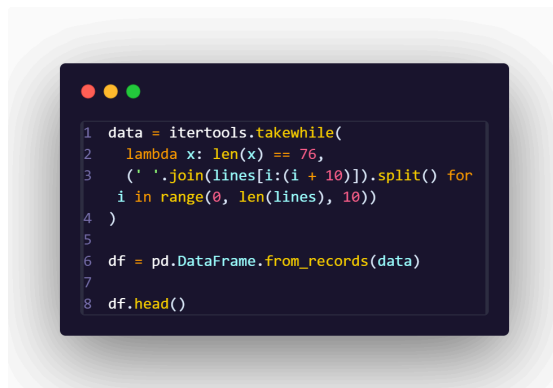 1 data = itertools.takewhile(
2   lambda x: len(x) == 76,
3   (' '.join(lines[i:(i + 10)]).split() for
i in range(0, len(lines), 10))
4 )
5
6 df = pd.DataFrame.from_records(data)
7
8 df.head()